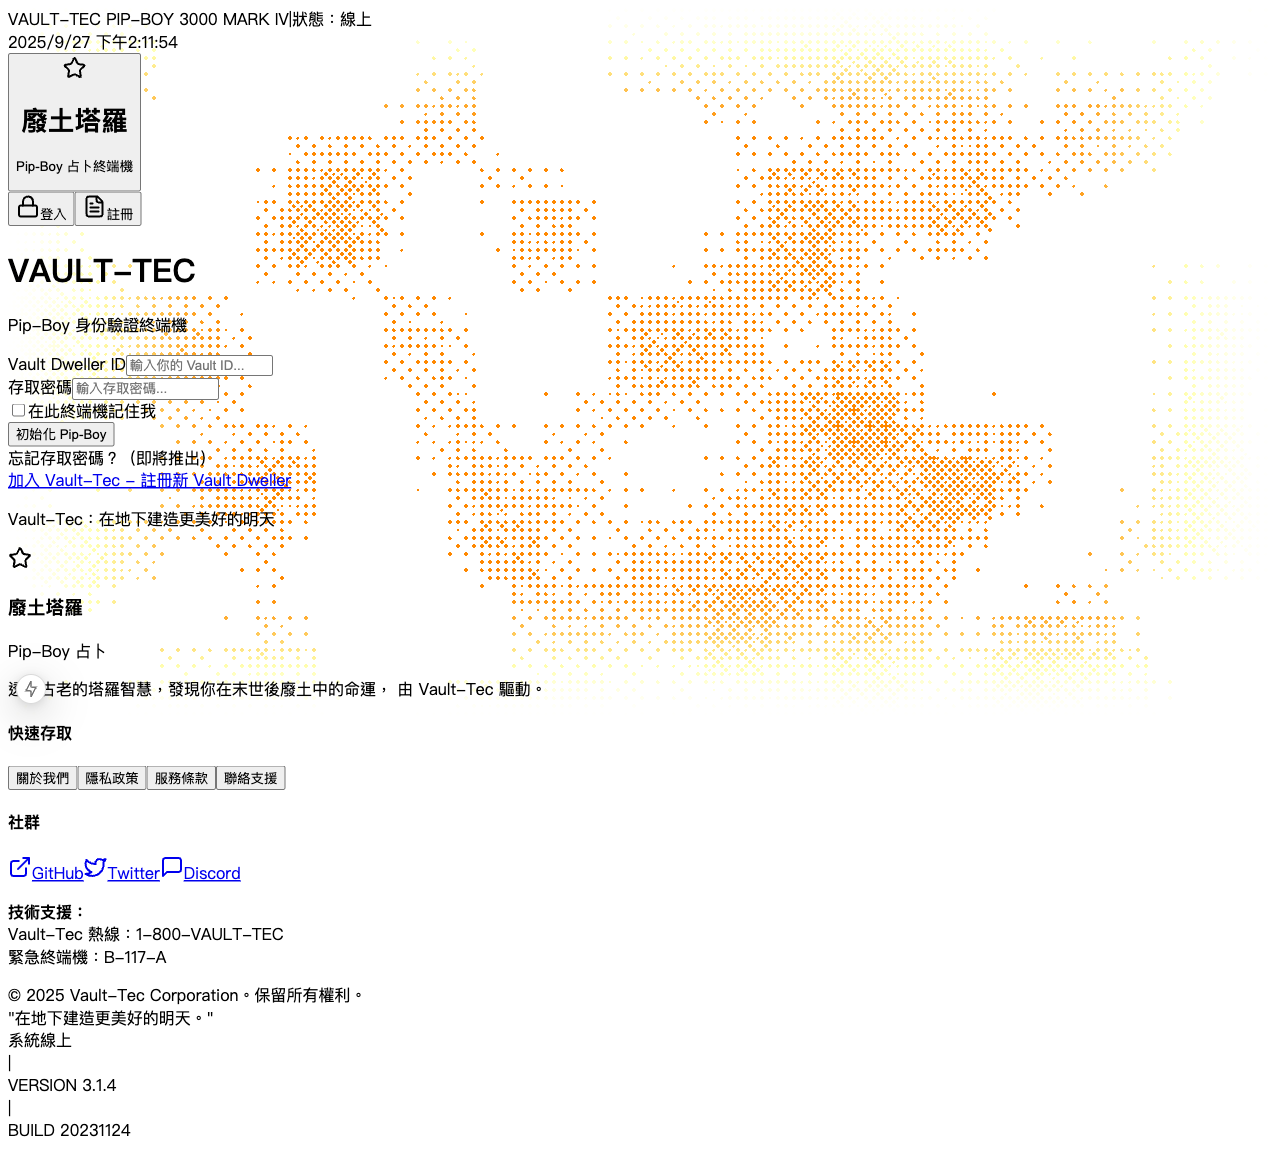 VAULT-TEC PIP-BOY 3000 MARK IV|狀態：線上
2025/9/27 下午2:11:54
廢土塔羅
Pip-Boy 占卜終端機
登入 註冊
VAULT-TEC
Pip-Boy 身份驗證終端機
Vault Dweller ID 輸入你的 Vault ID...
存取密碼 輸入存取密碼...
在此終端機記住我
初始化 Pip-Boy
忘記存取密碼？（即將推出）
加入 Vault-Tec - 註冊新 Vault Dweller
Vault-Tec：在地下建造更美好的明天
廢土塔羅
Pip-Boy 占卜
古老的塔羅智慧，發現你在末世後廢土中的命運， 由 Vault-Tec 驅動。
快速存取
關於我們 隱私政策 服務條款 聯絡支援
社群
GitHub Twitter Discord
技術支援：
Vault-Tec 熱線：1-800-VAULT-TEC
緊急終端機：B-117-A
© 2025 Vault-Tec Corporation。保留所有權利。
"在地下建造更美好的明天。"
系統線上
|
VERSION 3.1.4
|
BUILD 20231124